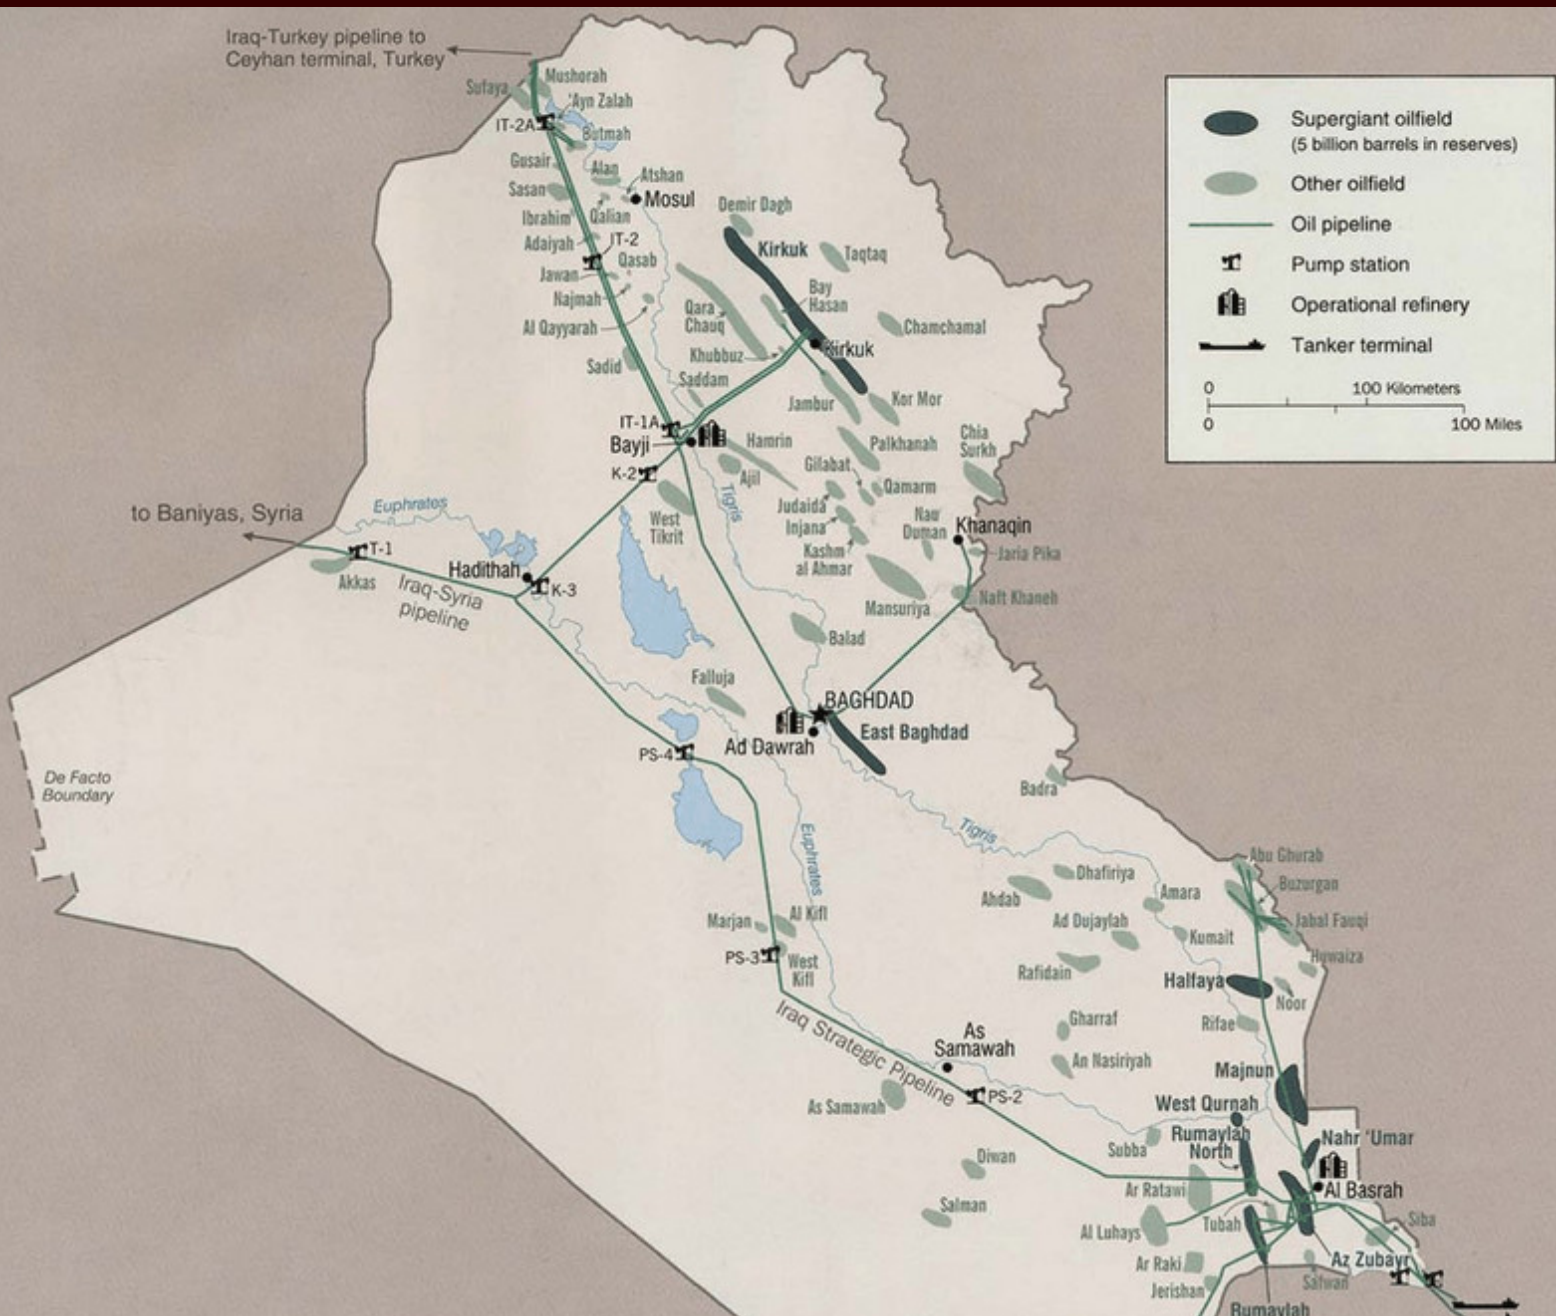 Iraq-Turkey pipeline to
Ceyhan terminal, Turkey
Mushorah
Sufaya
'Ayn Zalah
IT-2A
Butmah
Gusair
Alan
Atshan
Sasan
Mosul
Ibrahim
Qalian
Adaiyah
IT-2
Qasab
Jawan
Najmah
Al Qayyarah
Sadid
Demir Dagh
Kirkuk
Taqtaq
Bay
Hasan
Qara
Chauq
Chamchamal
Khubbuz
Kirkuk
Saddam
Jambur
Kor Mor
IT-1A
Bayji
Hamrin
Palkhanah
Chia
Surkh
K-2
Ajil
Gilabat
Qamarm
Tigris
Judaida
Injana
West
Tikrit
Nau
Duman
Khanaqin
Kashm
al Ahmar
Jaria Pika
Mansuriya
Naft Khaneh
to Baniyas, Syria
Euphrates
T-1
Akkas
Hadithah
K-3
Iraq-Syria
pipeline
Balad
Falluja
BAGHDAD
East Baghdad
Ad Dawrah
PS-4
De Facto
Boundary
Badra
Tigris
Euphrates
Abu Ghurab
Buzurgan
Dhafiriya
Ahdab
Amara
Jabal Fauqi
Marjan
Al Kifl
Ad Dujaylah
Kumait
Huwaiza
PS-3
West
Kifl
Rafidain
Halfaya
Noor
Gharraf
Rifae
Iraq Strategic Pipeline
As
Samawah
An Nasiriyah
Majnun
As Samawah
PS-2
West Qurnah
Rumaylah
North
Nahr 'Umar
Subba
Diwan
Ar Ratawi
Al Basrah
Salman
Tubah
Siba
Al Luhays
Az Zubayr
Ar Raki
Safwan
Jerishan
Rumaylah
Supergiant oilfield
(5 billion barrels in reserves)
Other oilfield
Oil pipeline
Pump station
Operational refinery
Tanker terminal
0 100 Kilometers
0 100 Miles